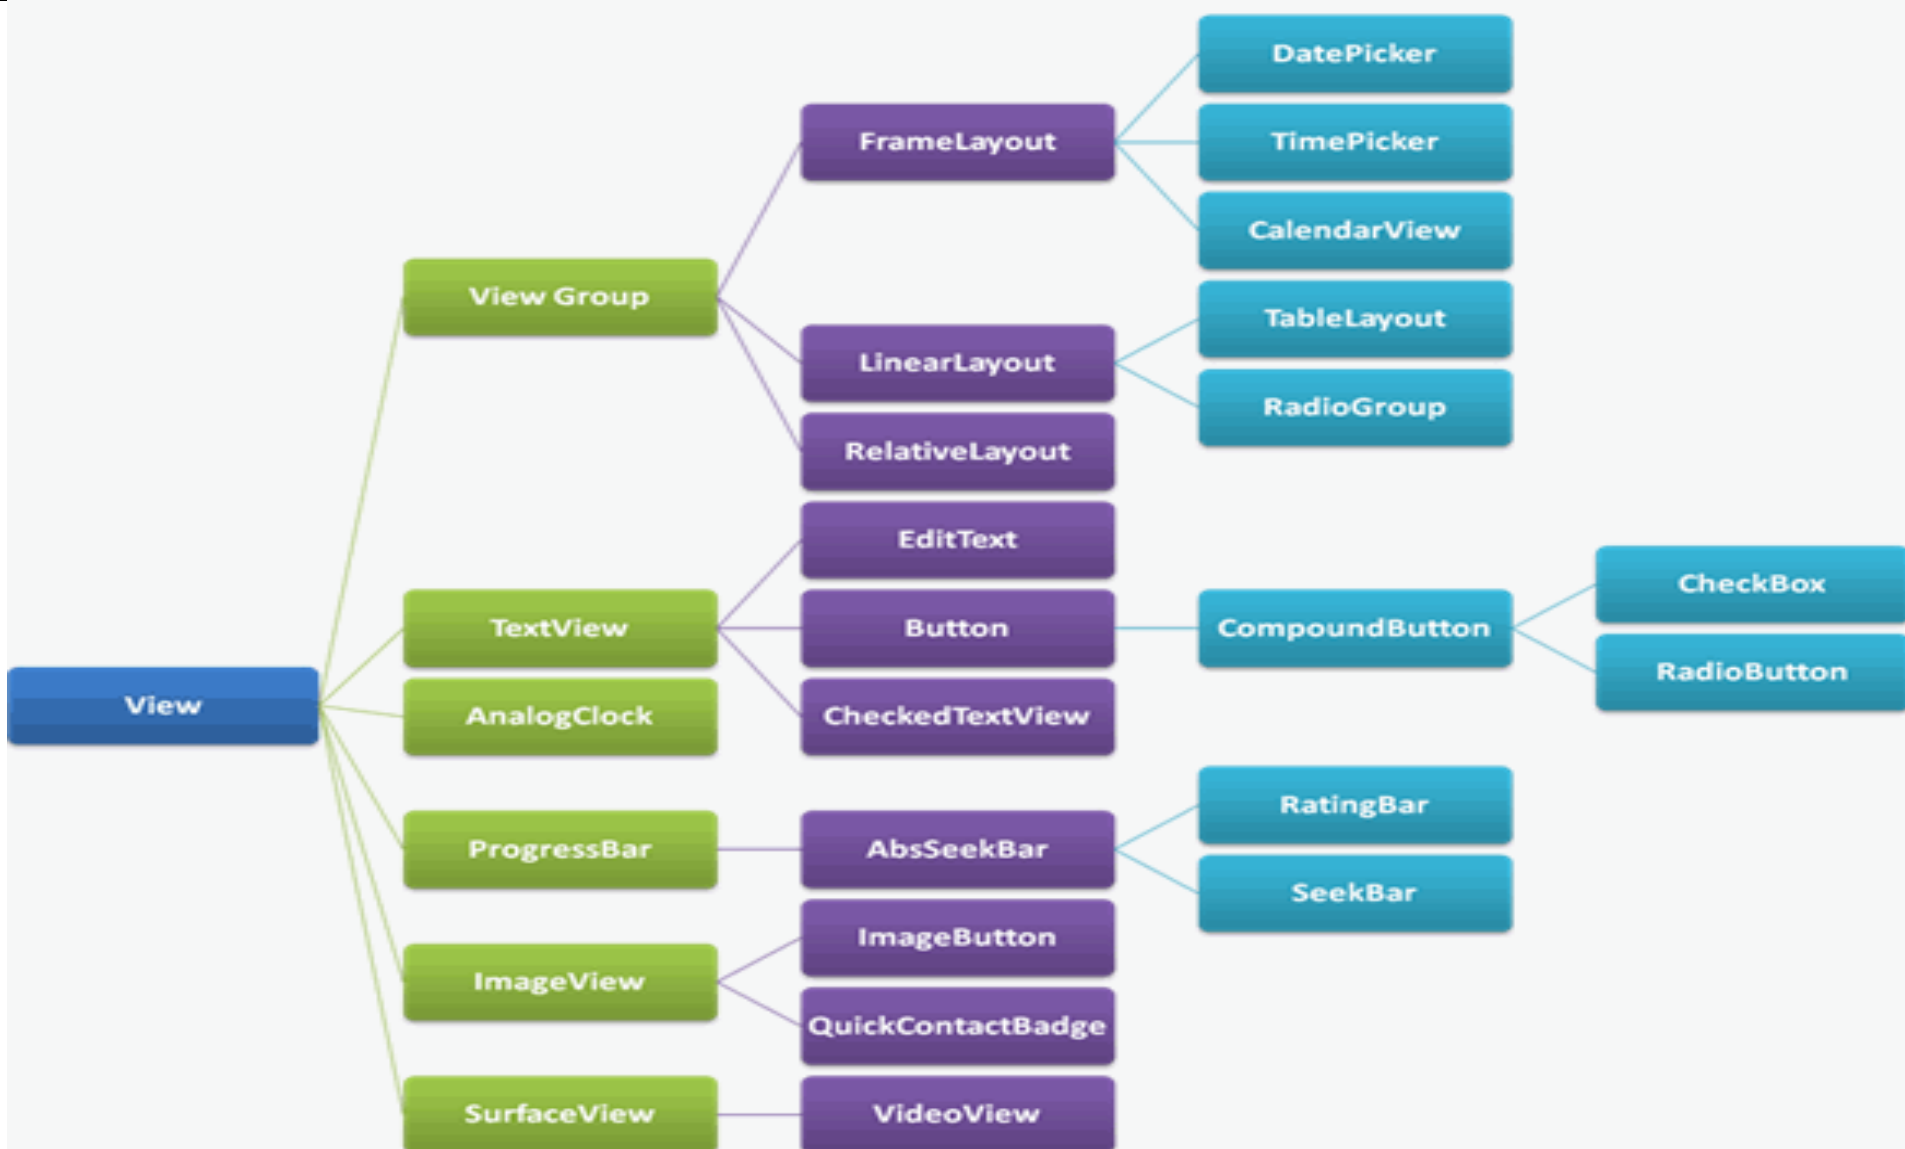 DatePicker
FrameLayout
TimePicker
CalendarView
View Group
TableLayout
LinearLayout
RadioGroup
RelativeLayout
EditText
CheckBox
TextView
Button
CompoundButton
RadioButton
View
AnalogClock
CheckedTextView
RatingBar
ProgressBar
AbsSeekBar
SeekBar
ImageButton
ImageView
QuickContactBadge
SurfaceView
VideoView